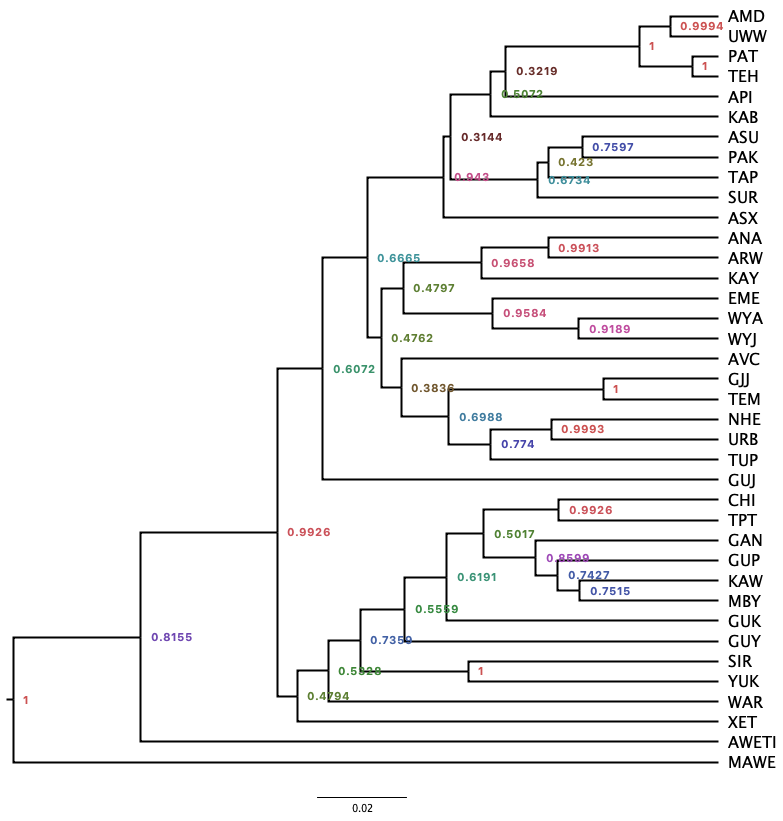 AMD
0.9994
UWW
1
PAT
1
TEH
0.3219
0.5072
API
KAB
0.3144
ASU
0.7597
PAK
0.423
0.943
0.6734
TAP
SUR
ASX
ANA
0.9913
ARW
0.6665
0.9658
KAY
0.4797
EME
0.9584
WYA
0.9189
WYJ
0.4762
AVC
0.6072
GJJ
0.3836
1
TEM
0.6988
NHE
0.9993
URB
0.774
TUP
GUJ
CHI
0.9926
TPT
0.9926
0.5017
GAN
0.8599
GUP
0.6191
0.7427
KAW
0.7515
MBY
0.5559
GUK
0.8155
0.7359
GUY
SIR
0.5328
1
YUK
0.4794
1
WAR
XET
AWETI
MAWE
0.02